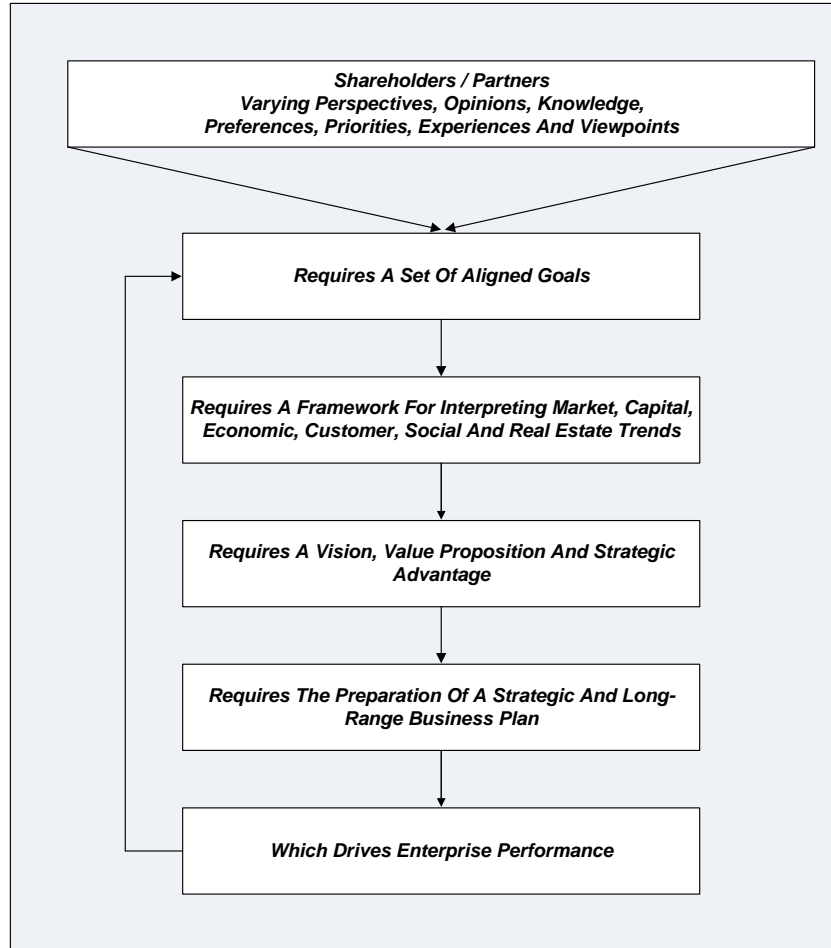 Shareholders / Partners
Varying Perspectives, Opinions, Knowledge,
Preferences, Priorities, Experiences And Viewpoints
Requires A Set Of Aligned Goals
Requires A Framework For Interpreting Market, Capital,
Economic, Customer, Social And Real Estate Trends
Requires A Vision, Value Proposition And Strategic
Advantage
Requires The Preparation Of A Strategic And Long-
Range Business Plan
Which Drives Enterprise Performance